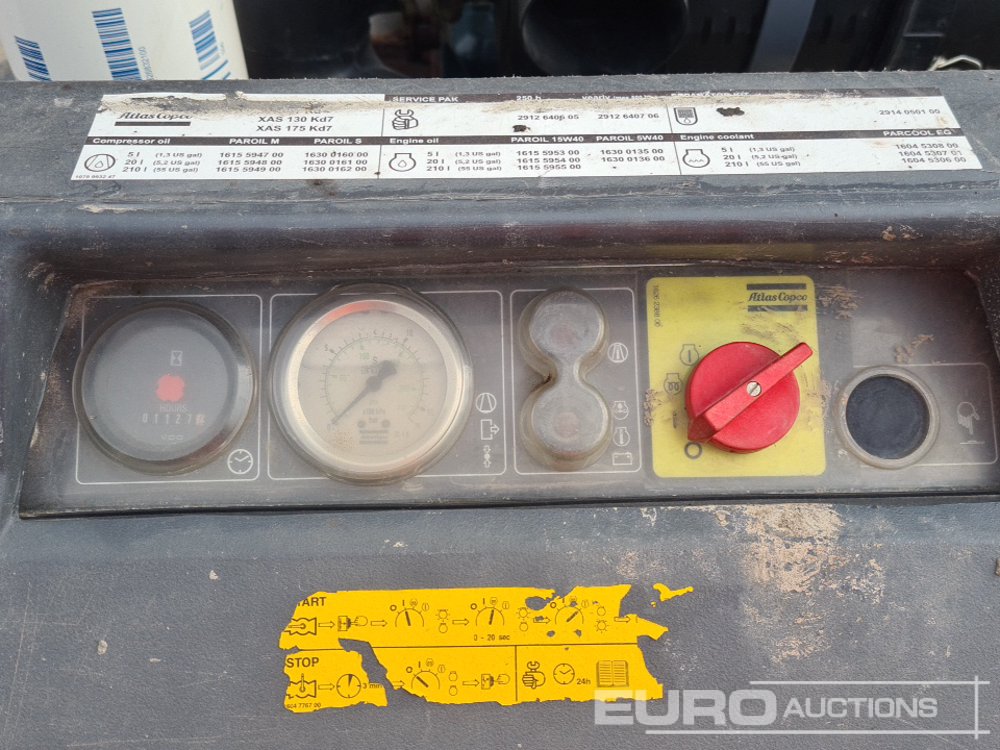 Atlas Copco
XAS 130 Kd7
XAS 175 Kd7
SERVICE PAK
250 h
2912 6406 05
2912 6407 06
2914 0501 00
Compressor oil PAROIL M PAROIL S
5 l (1,3 US gal) 1615 5947 00 1630 0160 00
20 l (5,2 US gal) 1615 5948 00 1630 0161 00
210 l (55 US gal) 1615 5949 00 1630 0162 00
Engine oil PAROIL 15W40 PAROIL 5W40
5 l (1,3 US gal) 1615 5953 00 1630 0135 00
20 l (5,2 US gal) 1615 5954 00 1630 0136 00
210 l (55 US gal) 1615 5955 00
Engine coolant PARCOOL EG
5 l (1,3 US gal) 1604 5308 00
20 l (5,2 US gal) 1604 5307 01
210 l (55 US gal) 1604 5306 00
HOURS
01127
VDO
Atlas Copco
START
0 - 20 sec
STOP
3 min
24h
7767 00
EURO AUCTIONS